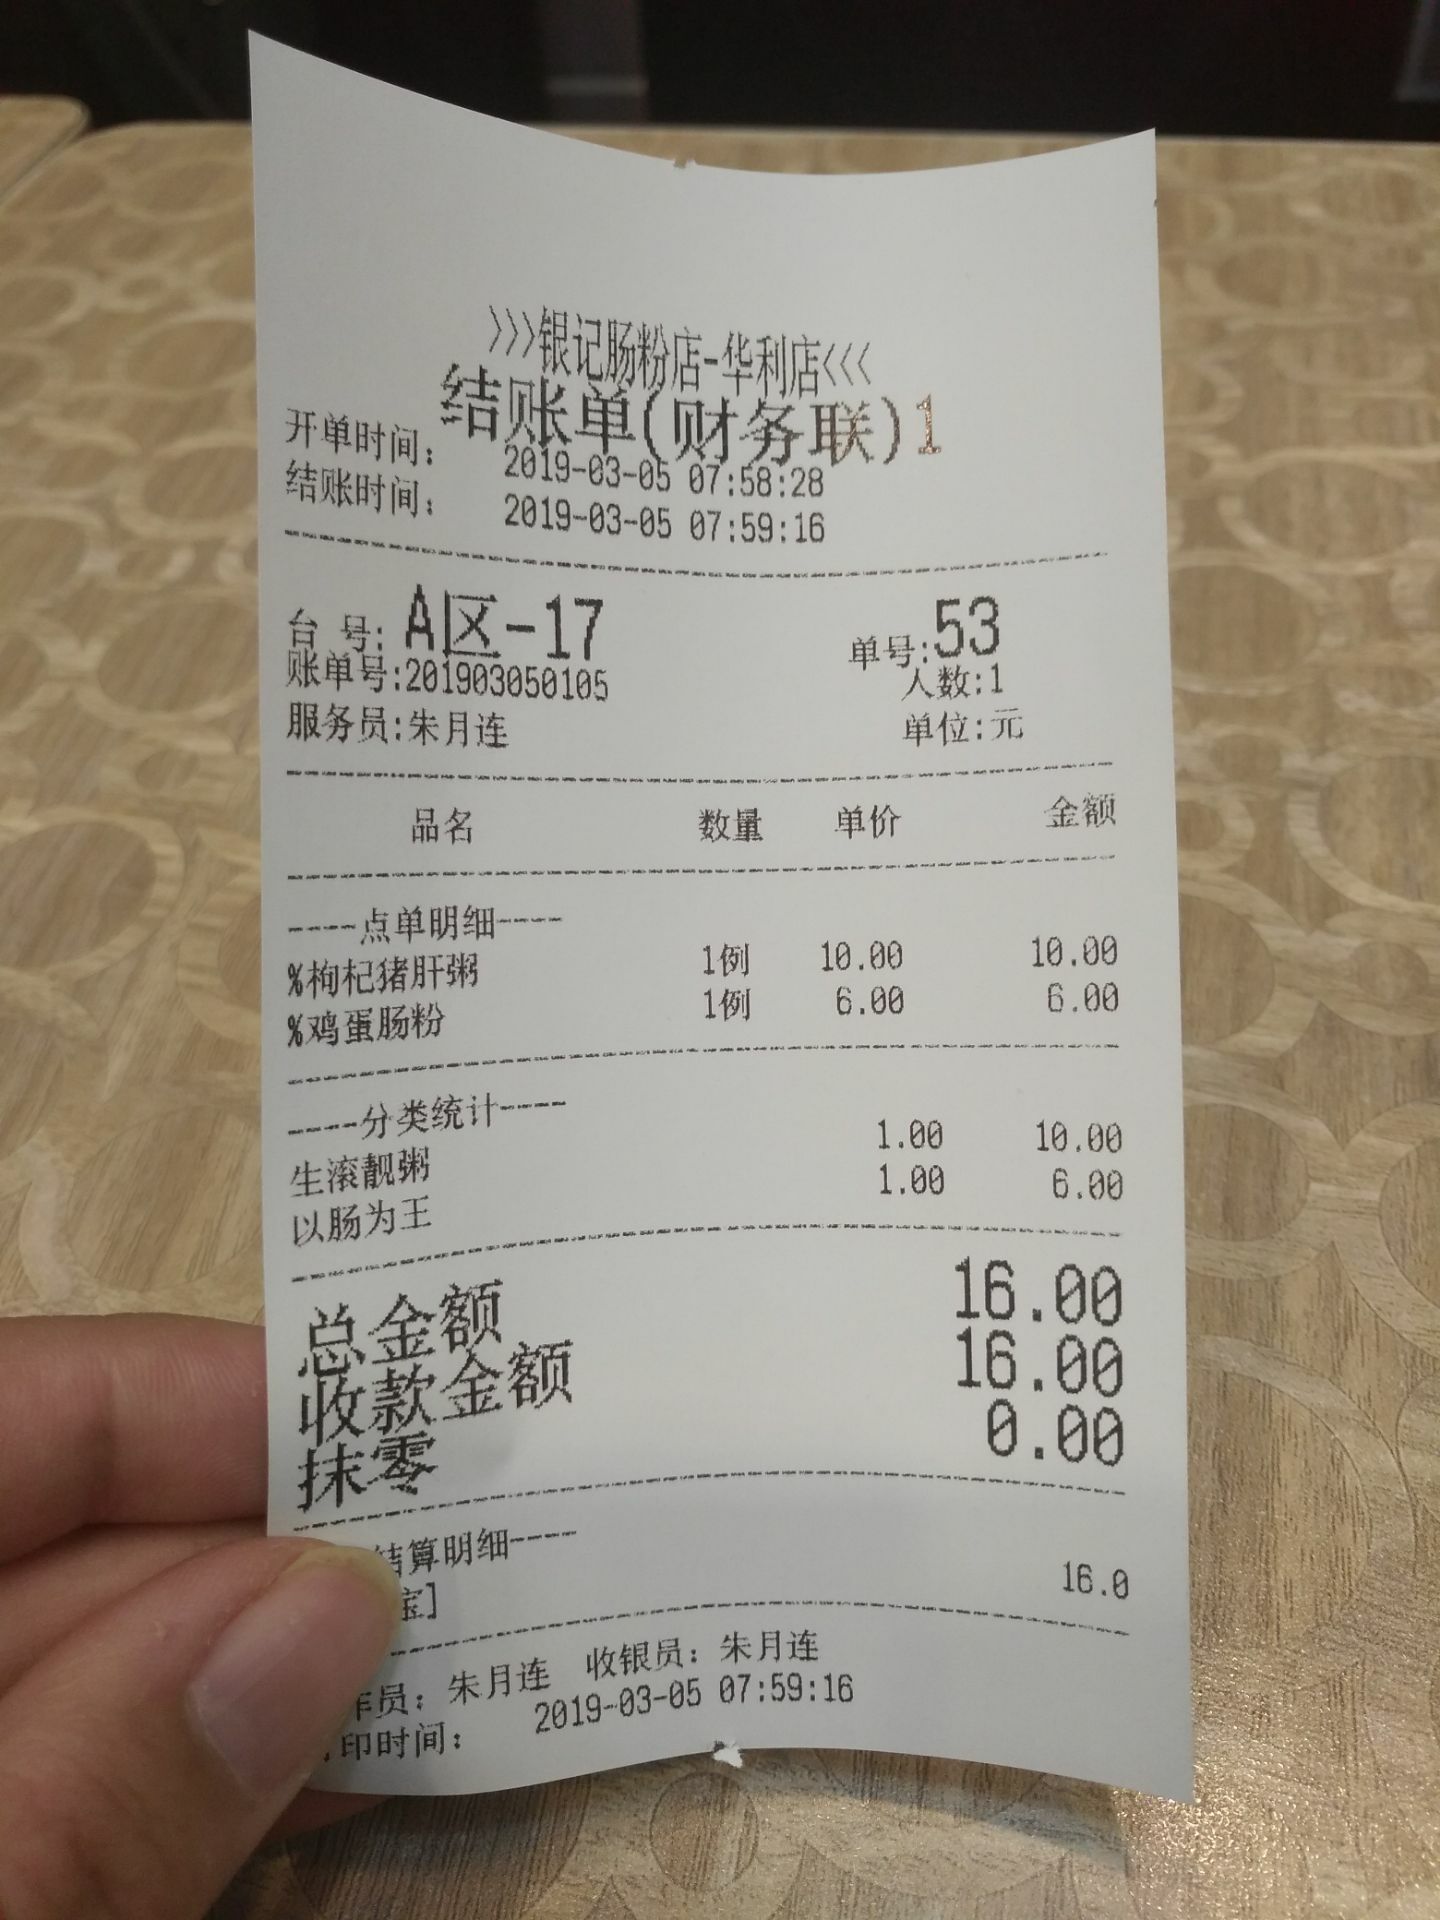 >>>银记肠粉店-华利店<<<
结账单(财务联)1
开单时间: 2019-03-05 07:58:28
结账时间: 2019-03-05 07:59:16
台 号: A区-17 单号:53
账单号:201903050105 人数:1
服务员:朱月连 单位:元
品名 数量 单价 金额
----点单明细----
%枸杞猪肝粥 1例 10.00 10.00
%鸡蛋肠粉 1例 6.00 6.00
----分类统计----
生滚靓粥 1.00 10.00
以肠为王 1.00 6.00
总金额 16.00
收款金额 16.00
抹零 0.00
结算明细----
宝] 16.0
作员: 朱月连 收银员: 朱月连
印时间: 2019-03-05 07:59:16